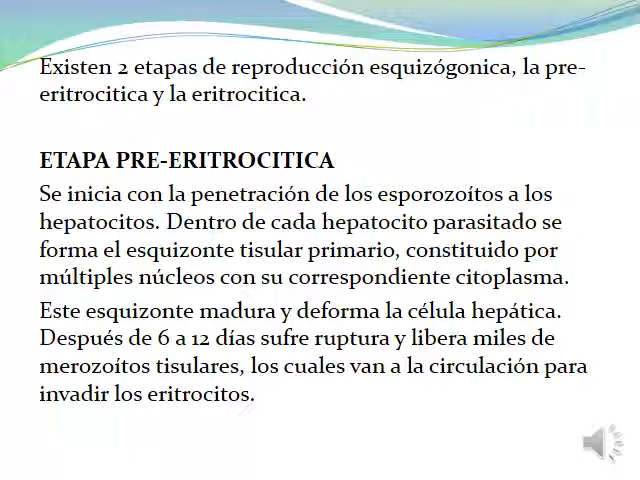 Existen 2 etapas de reproducción esquizógonica, la pre-
eritrocitica y la eritrocitica.
ETAPA PRE-ERITROCITICA
Se inicia con la penetración de los esporozoítos a los
hepatocitos. Dentro de cada hepatocito parasitado se
forma el esquizonte tisular primario, constituido por
múltiples núcleos con su correspondiente citoplasma.
Este esquizonte madura y deforma la célula hepática.
Después de 6 a 12 días sufre ruptura y libera miles de
merozoítos tisulares, los cuales van a la circulación para
invadir los eritrocitos.